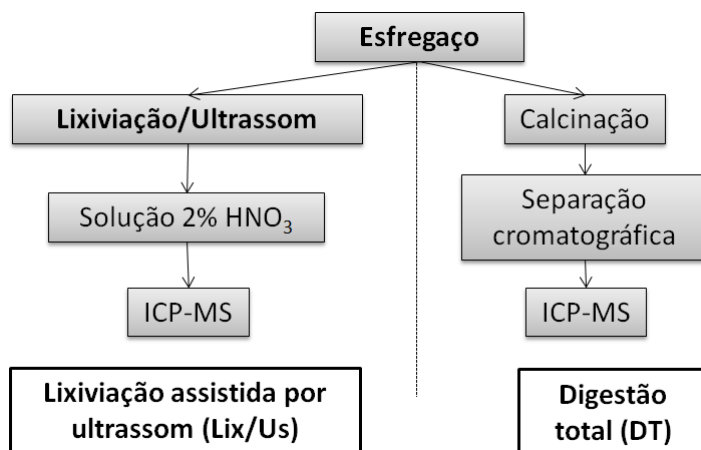 Esfregaço
Lixiviação/Ultrassom
Solução 2% HNO₃
ICP-MS
Lixiviação assistida por
ultrassom (Lix/Us)
Calcinação
Separação
cromatográfica
ICP-MS
Digestão
total (DT)